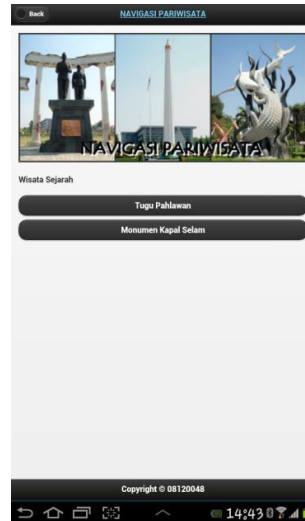 Back
NAVIGASI PARIWISATA
NAVIGASI PARIWISATA
Wisata Sejarah
Tugu Pahlawan
Monumen Kapal Selam
Copyright © 08120048
14:43